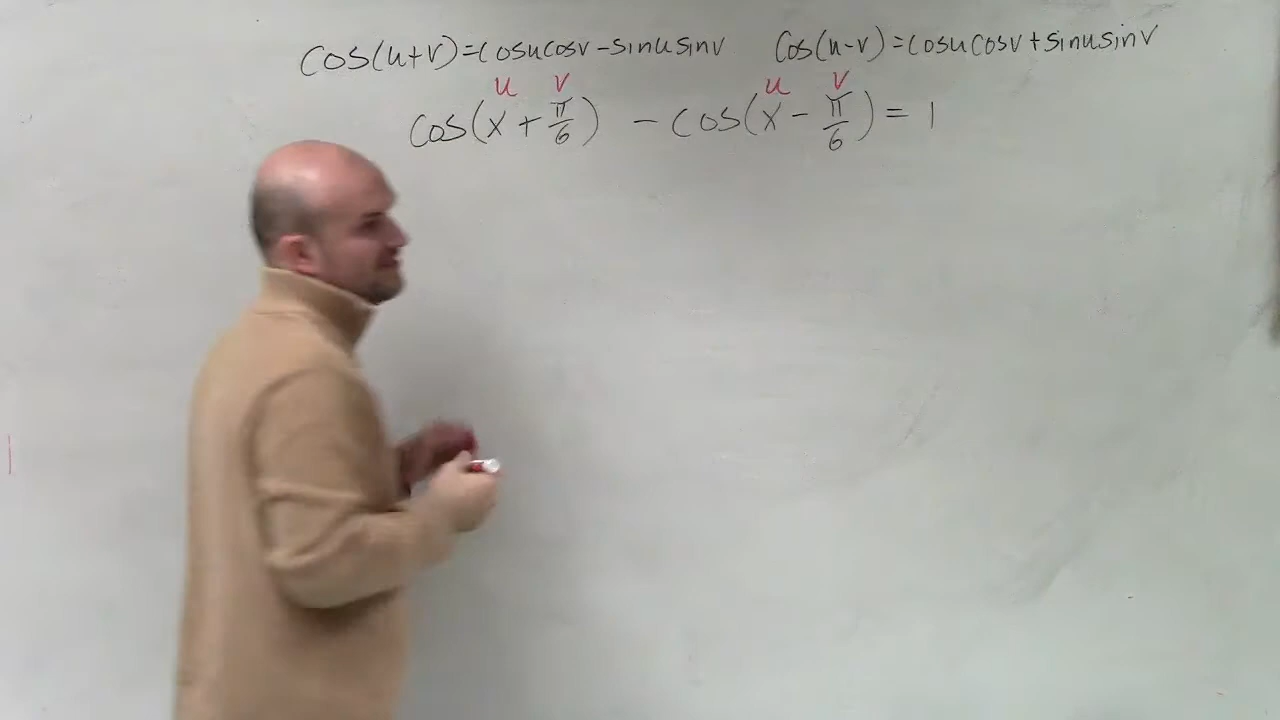 cos(u+v)=cosucosv-sinusinv cos(u-v)=cosucosv+sinusinv
u v u v
cos(x+π/6) -cos(x-π/6)=1